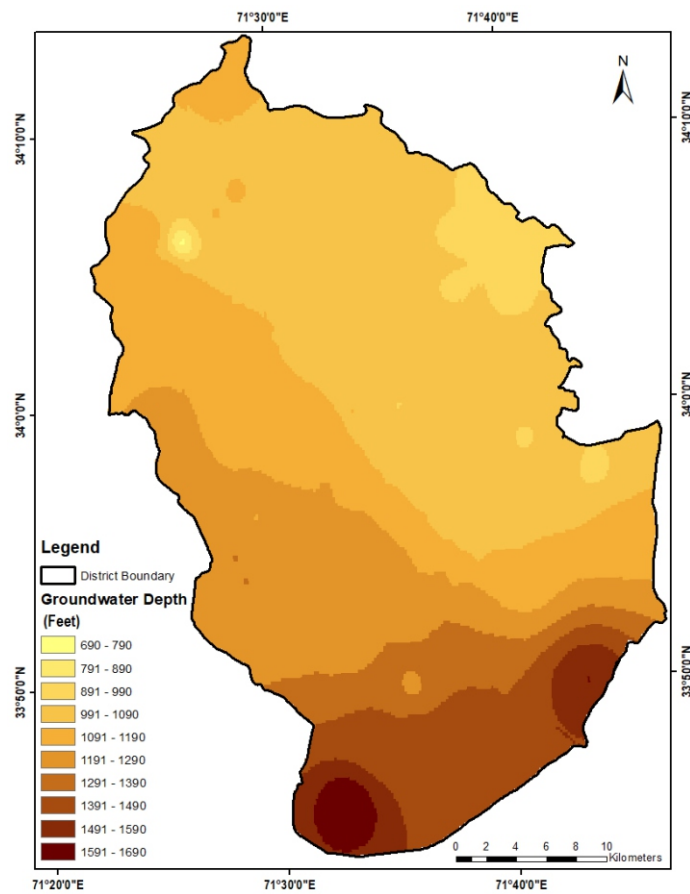 71°30'0"E 71°40'0"E
N
34°10'0"N 34°10'0"N
34°0'0"N 34°0'0"N
33°50'0"N 33°50'0"N
Legend
District Boundary
Groundwater Depth
(Feet)
690 - 790
791 - 890
891 - 990
991 - 1090
1091 - 1190
1191 - 1290
1291 - 1390
1391 - 1490
1491 - 1590
1591 - 1690
0 2 4 6 8 10
Kilometers
71°20'0"E 71°30'0"E 71°40'0"E